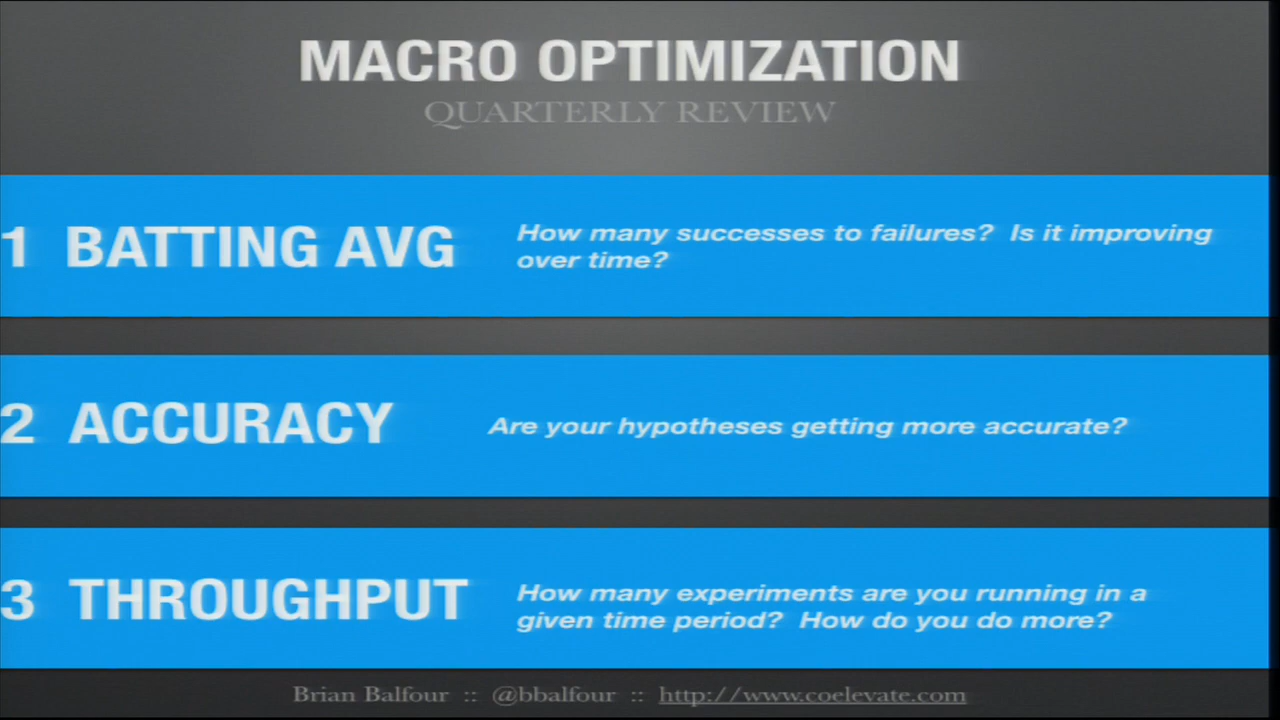 MACRO OPTIMIZATION
QUARTERLY REVIEW
1 BATTING AVG
How many successes to failures? Is it improving
over time?
2 ACCURACY
Are your hypotheses getting more accurate?
3 THROUGHPUT
How many experiments are you running in a
given time period? How do you do more?
Brian Balfour :: @bbalfour :: http://www.coelevate.com